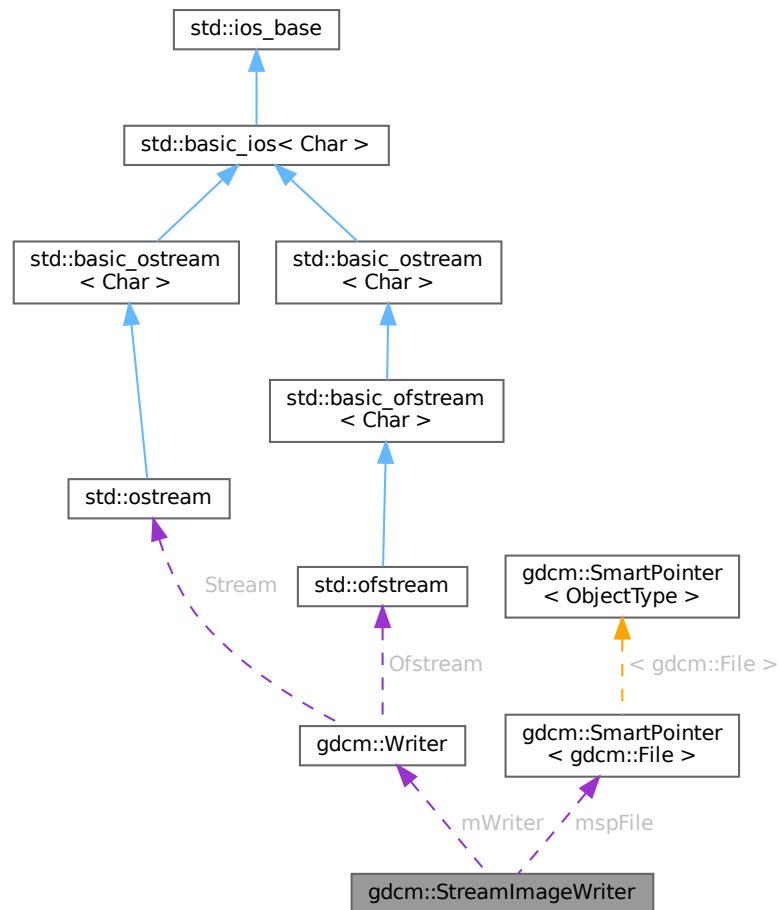 std::ios_base
std::basic_ios< Char >
std::basic_ostream
< Char >
std::basic_ostream
< Char >
std::basic_ofstream
< Char >
std::ostream
std::ofstream
gdcm::SmartPointer
< ObjectType >
Stream
Ofstream
< gdcm::File >
gdcm::Writer
gdcm::SmartPointer
< gdcm::File >
mWriter
mspFile
gdcm::StreamImageWriter